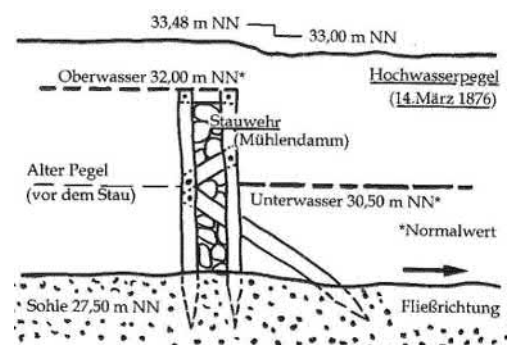 33,48 m NN
33,00 m NN
Oberwasser 32,00 m NN*
Hochwasserpegel
(14.März 1876)
Stauwehr
(Mühlendamm)
Alter Pegel
(vor dem Stau)
Unterwasser 30,50 m NN*
*Normalwert
Sohle 27,50 m NN
Fließrichtung